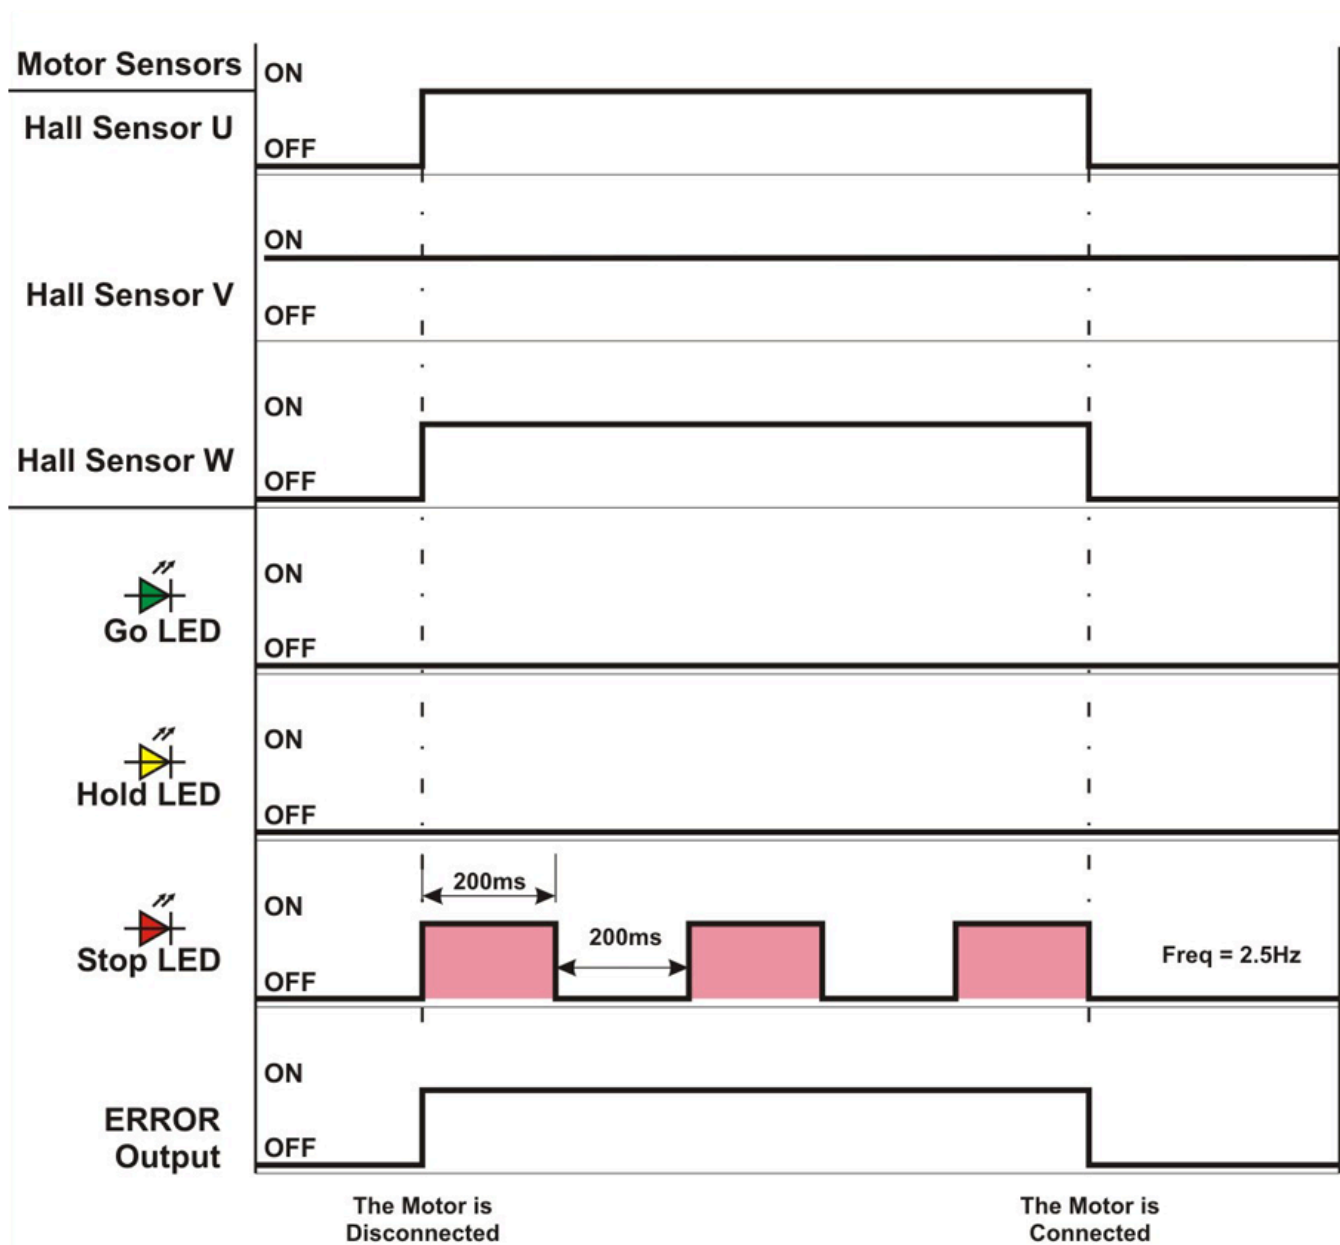 Motor Sensors
ON
Hall Sensor U
OFF
ON
Hall Sensor V
OFF
ON
Hall Sensor W
OFF
ON
Go LED
OFF
ON
Hold LED
OFF
200ms
ON
200ms
Stop LED
Freq = 2.5Hz
OFF
ON
ERROR
Output
OFF
The Motor is
Disconnected
The Motor is
Connected